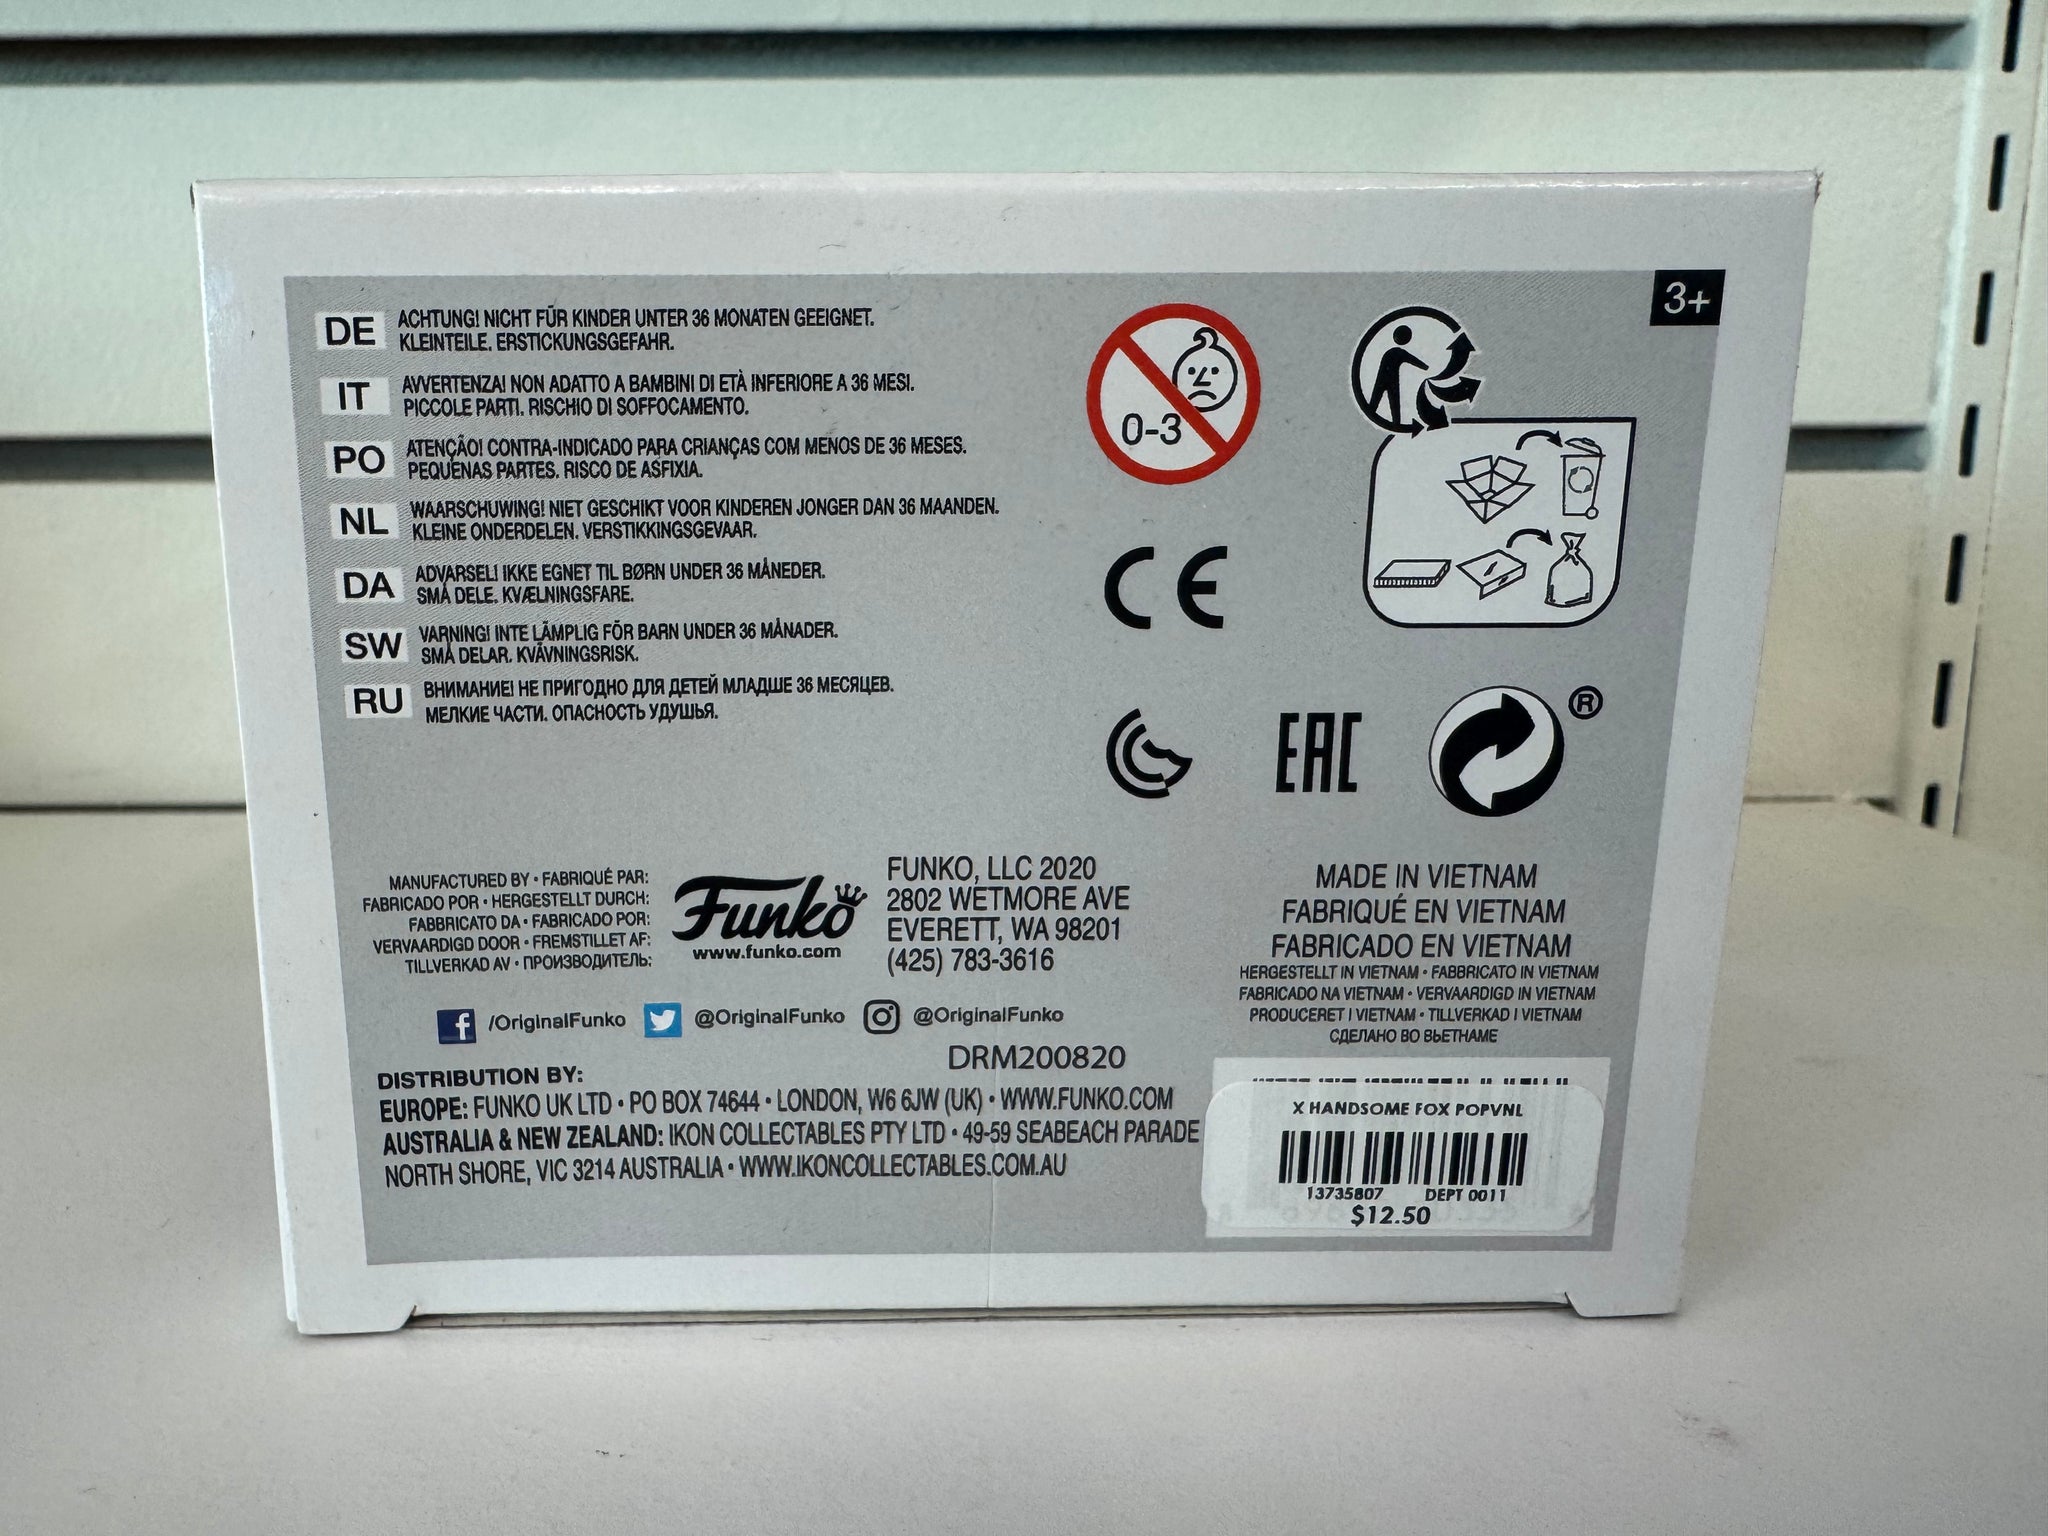 3+
DE
ACHTUNG! NICHT FÜR KINDER UNTER 36 MONATEN GEEIGNET.
KLEINTEILE. ERSTICKUNGSGEFAHR.
IT
AVVERTENZA! NON ADATTO A BAMBINI DI ETÀ INFERIORE A 36 MESI.
PICCOLE PARTI. RISCHIO DI SOFFOCAMENTO.
PO
ATENÇÃO! CONTRA-INDICADO PARA CRIANÇAS COM MENOS DE 36 MESES.
PEQUENAS PARTES. RISCO DE ASFIXIA.
NL
WAARSCHUWING! NIET GESCHIKT VOOR KINDEREN JONGER DAN 36 MAANDEN.
KLEINE ONDERDELEN. VERSTIKKINGSGEVAAR.
DA
ADVARSEL! IKKE EGNET TIL BØRN UNDER 36 MÅNEDER.
SMÅ DELE. KVÆLNINGSFARE.
SW
VARNING! INTE LÄMPLIG FÖR BARN UNDER 36 MÅNADER.
SMÅ DELAR. KVÄVNINGSRISK.
RU
ВНИМАНИЕ! НЕ ПРИГОДНО ДЛЯ ДЕТЕЙ МЛАДШЕ 36 МЕСЯЦЕВ.
МЕЛКИЕ ЧАСТИ. ОПАСНОСТЬ УДУШЬЯ.
0-3
CE
EAC
®
MANUFACTURED BY • FABRIQUÉ PAR:
FABRICADO POR • HERGESTELLT DURCH:
FABBRICATO DA • FABRICADO POR:
VERVAARDIGD DOOR • FREMSTILLET AF:
TILLVERKAD AV • ПРОИЗВОДИТЕЛЬ:
Funko
www.funko.com
FUNKO, LLC 2020
2802 WETMORE AVE
EVERETT, WA 98201
(425) 783-3616
MADE IN VIETNAM
FABRIQUÉ EN VIETNAM
FABRICADO EN VIETNAM
HERGESTELLT IN VIETNAM • FABBRICATO IN VIETNAM
FABRICADO NA VIETNAM • VERVAARDIGD IN VIETNAM
PRODUCERET I VIETNAM • TILLVERKAD I VIETNAM
СДЕЛАНО ВО ВЬЕТНАМЕ
f /OriginalFunko @OriginalFunko @OriginalFunko
DRM200820
DISTRIBUTION BY:
EUROPE: FUNKO UK LTD • PO BOX 74644 • LONDON, W6 6JW (UK) • WWW.FUNKO.COM
AUSTRALIA & NEW ZEALAND: IKON COLLECTABLES PTY LTD • 49-59 SEABEACH PARADE
NORTH SHORE, VIC 3214 AUSTRALIA • WWW.IKONCOLLECTABLES.COM.AU
X HANDSOME FOX POPVNL
13735807 DEPT 0011
$12.50